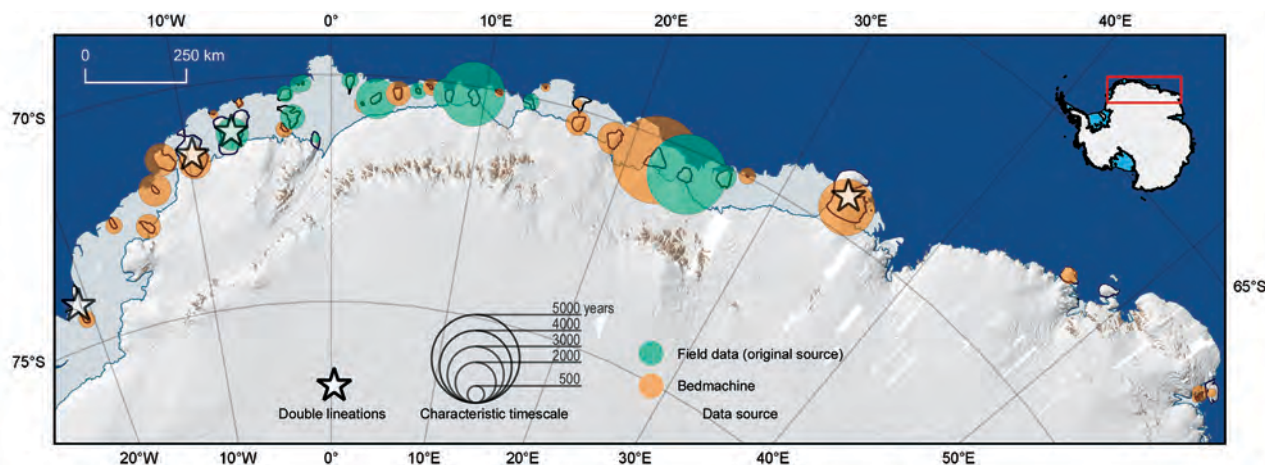 10°W 0° 10°E 20°E 30°E 40°E
0 250 km
70°S
65°S
75°S
5000 years
4000
3000
2000
500
Field data (original source)
Bedmachine
Double lineations Characteristic timescale Data source
20°W 10°W 0° 10°E 20°E 30°E 40°E 50°E